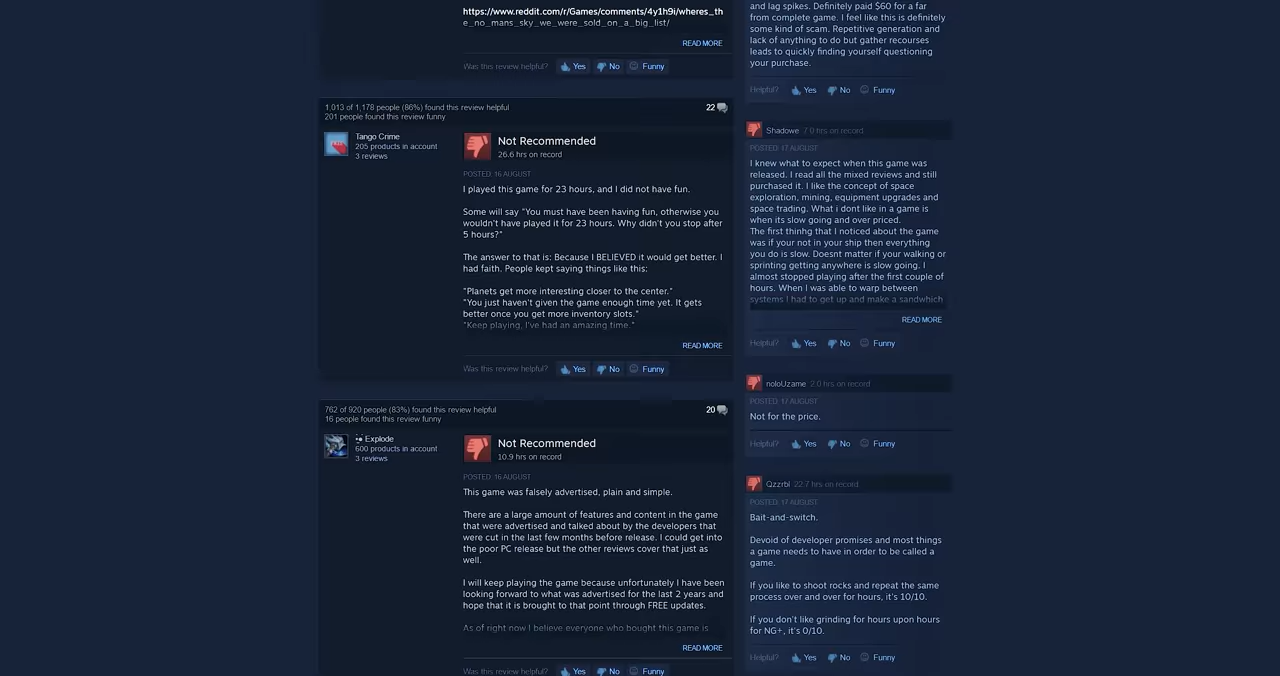 https://www.reddit.com/r/Games/comments/4y1h9i/wheres_th
e_no_mans_sky_we_were_sold_on_a_big_list/
READ MORE
Was this review helpful? Yes No Funny
1,013 of 1,178 people (86%) found this review helpful
201 people found this review funny
22
Tango Crime
205 products in account
3 reviews
Not Recommended
26.6 hrs on record
POSTED: 16 AUGUST
I played this game for 23 hours, and I did not have fun.
Some will say "You must have been having fun, otherwise you
wouldn't have played it for 23 hours. Why didn't you stop after
5 hours?"
The answer to that is: Because I BELIEVED it would get better. I
had faith. People kept saying things like this:
"Planets get more interesting closer to the center."
"You just haven't given the game enough time yet. It gets
better once you get more inventory slots."
"Keep playing, I've had an amazing time."
READ MORE
Was this review helpful? Yes No Funny
762 of 920 people (83%) found this review helpful
16 people found this review funny
20
Explode
600 products in account
3 reviews
Not Recommended
10.9 hrs on record
POSTED: 16 AUGUST
This game was falsely advertised, plain and simple.
There are a large amount of features and content in the game
that were advertised and talked about by the developers that
were cut in the last few months before release. I could get into
the poor PC release but the other reviews cover that just as
well.
I will keep playing the game because unfortunately I have been
looking forward to what was advertised for the last 2 years and
hope that it is brought to that point through FREE updates.
As of right now I believe everyone who bought this game is
READ MORE
Was this review helpful? Yes No Funny
and lag spikes. Definitely paid $60 for a far
from complete game. I feel like this is definitely
some kind of scam. Repetitive generation and
lack of anything to do but gather recourses
leads to quickly finding yourself questioning
your purchase.
Helpful? Yes No Funny
Shadowe 7.0 hrs on record
POSTED: 17 AUGUST
I knew what to expect when this game was
released. I read all the mixed reviews and still
purchased it. I like the concept of space
exploration, mining, equipment upgrades and
space trading. What i dont like in a game is
when its slow going and over priced.
The first thinhg that I noticed about the game
was if your not in your ship then everything
you do is slow. Doesnt matter if your walking or
sprinting getting anywhere is slow going. I
almost stopped playing after the first couple of
hours. When I was able to warp between
systems I had to get up and make a sandwhich
READ MORE
Helpful? Yes No Funny
noloUzame 2.0 hrs on record
POSTED: 17 AUGUST
Not for the price.
Helpful? Yes No Funny
Qzzrbl 22.7 hrs on record
POSTED: 17 AUGUST
Bait-and-switch.
Devoid of developer promises and most things
a game needs to have in order to be called a
game.
If you like to shoot rocks and repeat the same
process over and over for hours, it's 10/10.
If you don't like grinding for hours upon hours
for NG+, it's 0/10.
Helpful? Yes No Funny